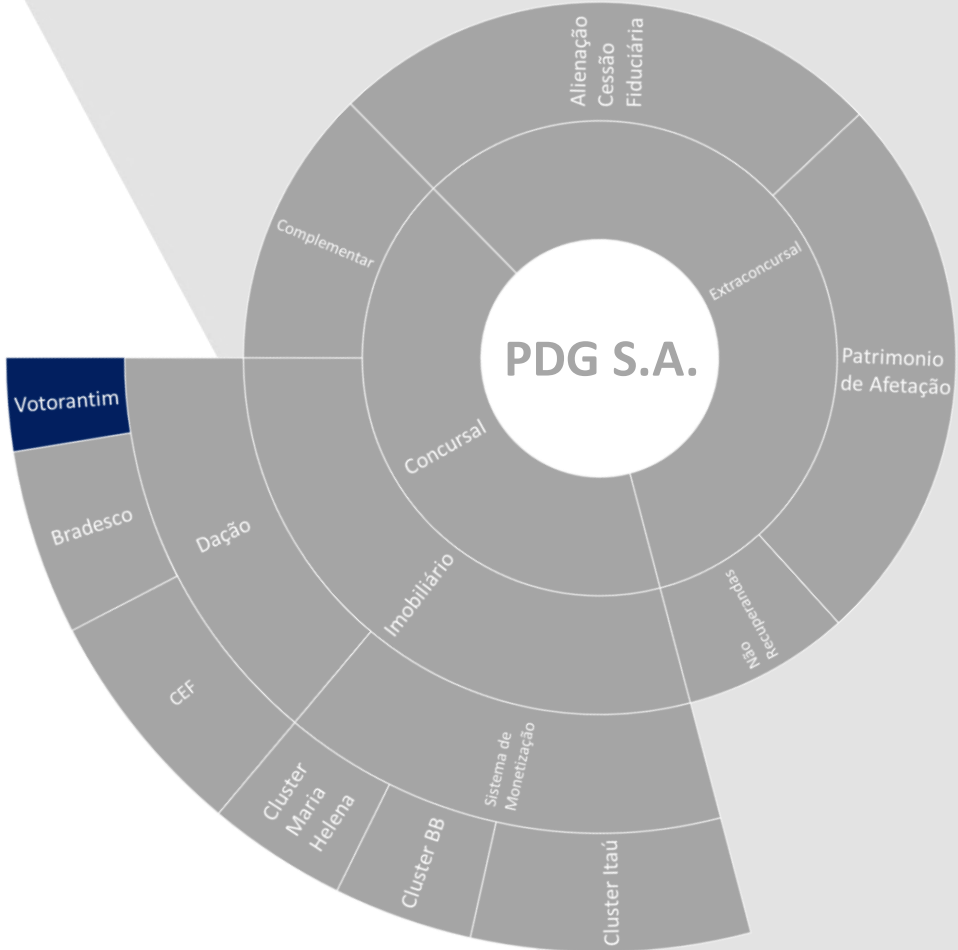 Alienação
Cessão
Fiduciária
Complementar
Extraconcursal
PDG S.A.
Patrimonio
de Afetação
Votorantim
Concursal
Bradesco
Dação
Imobiliário
Não
Recuperandas
CEF
Sistema de
Monetização
Cluster
Maria
Helena
Cluster BB
Cluster Itaú